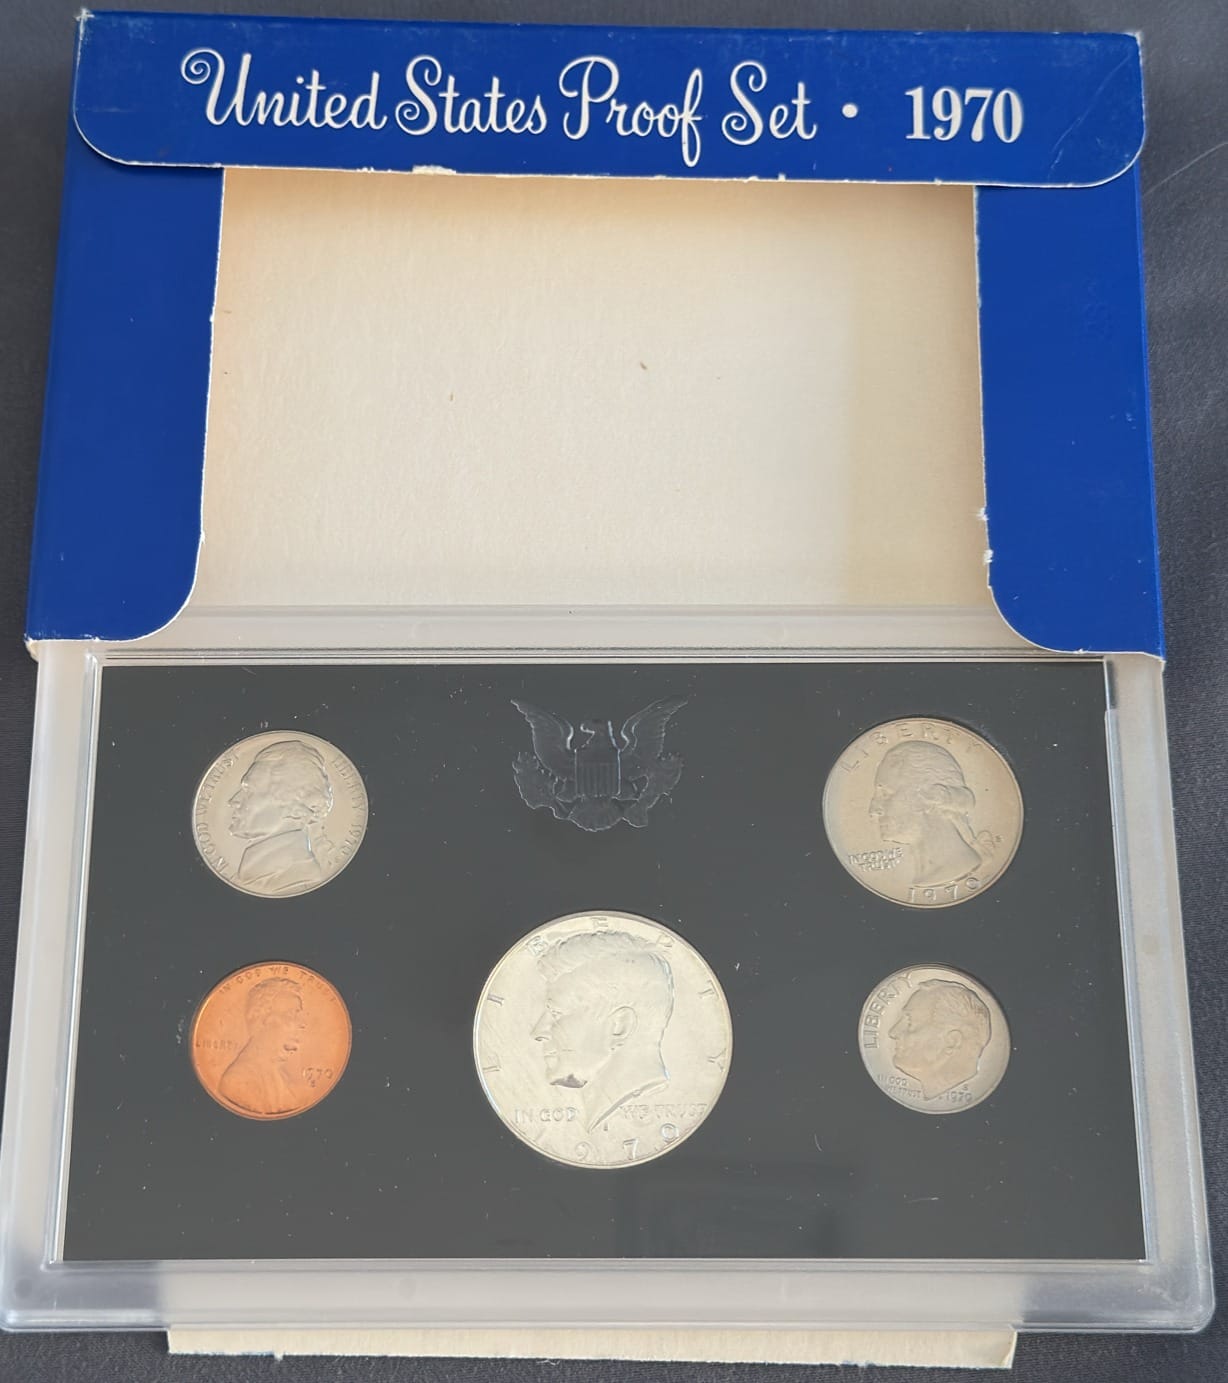 United States Proof Set • 1970
IN GOD WE TRUST
LIBERTY 1970 S
LIBERTY
IN GOD WE
TRUST
S
1970
IN GOD WE TRUST
LIBERTY
1970
S
LIBERTY
IN GOD WE TRUST
S
1970
LIBERTY
IN GOD
WE TRUST
S
1970